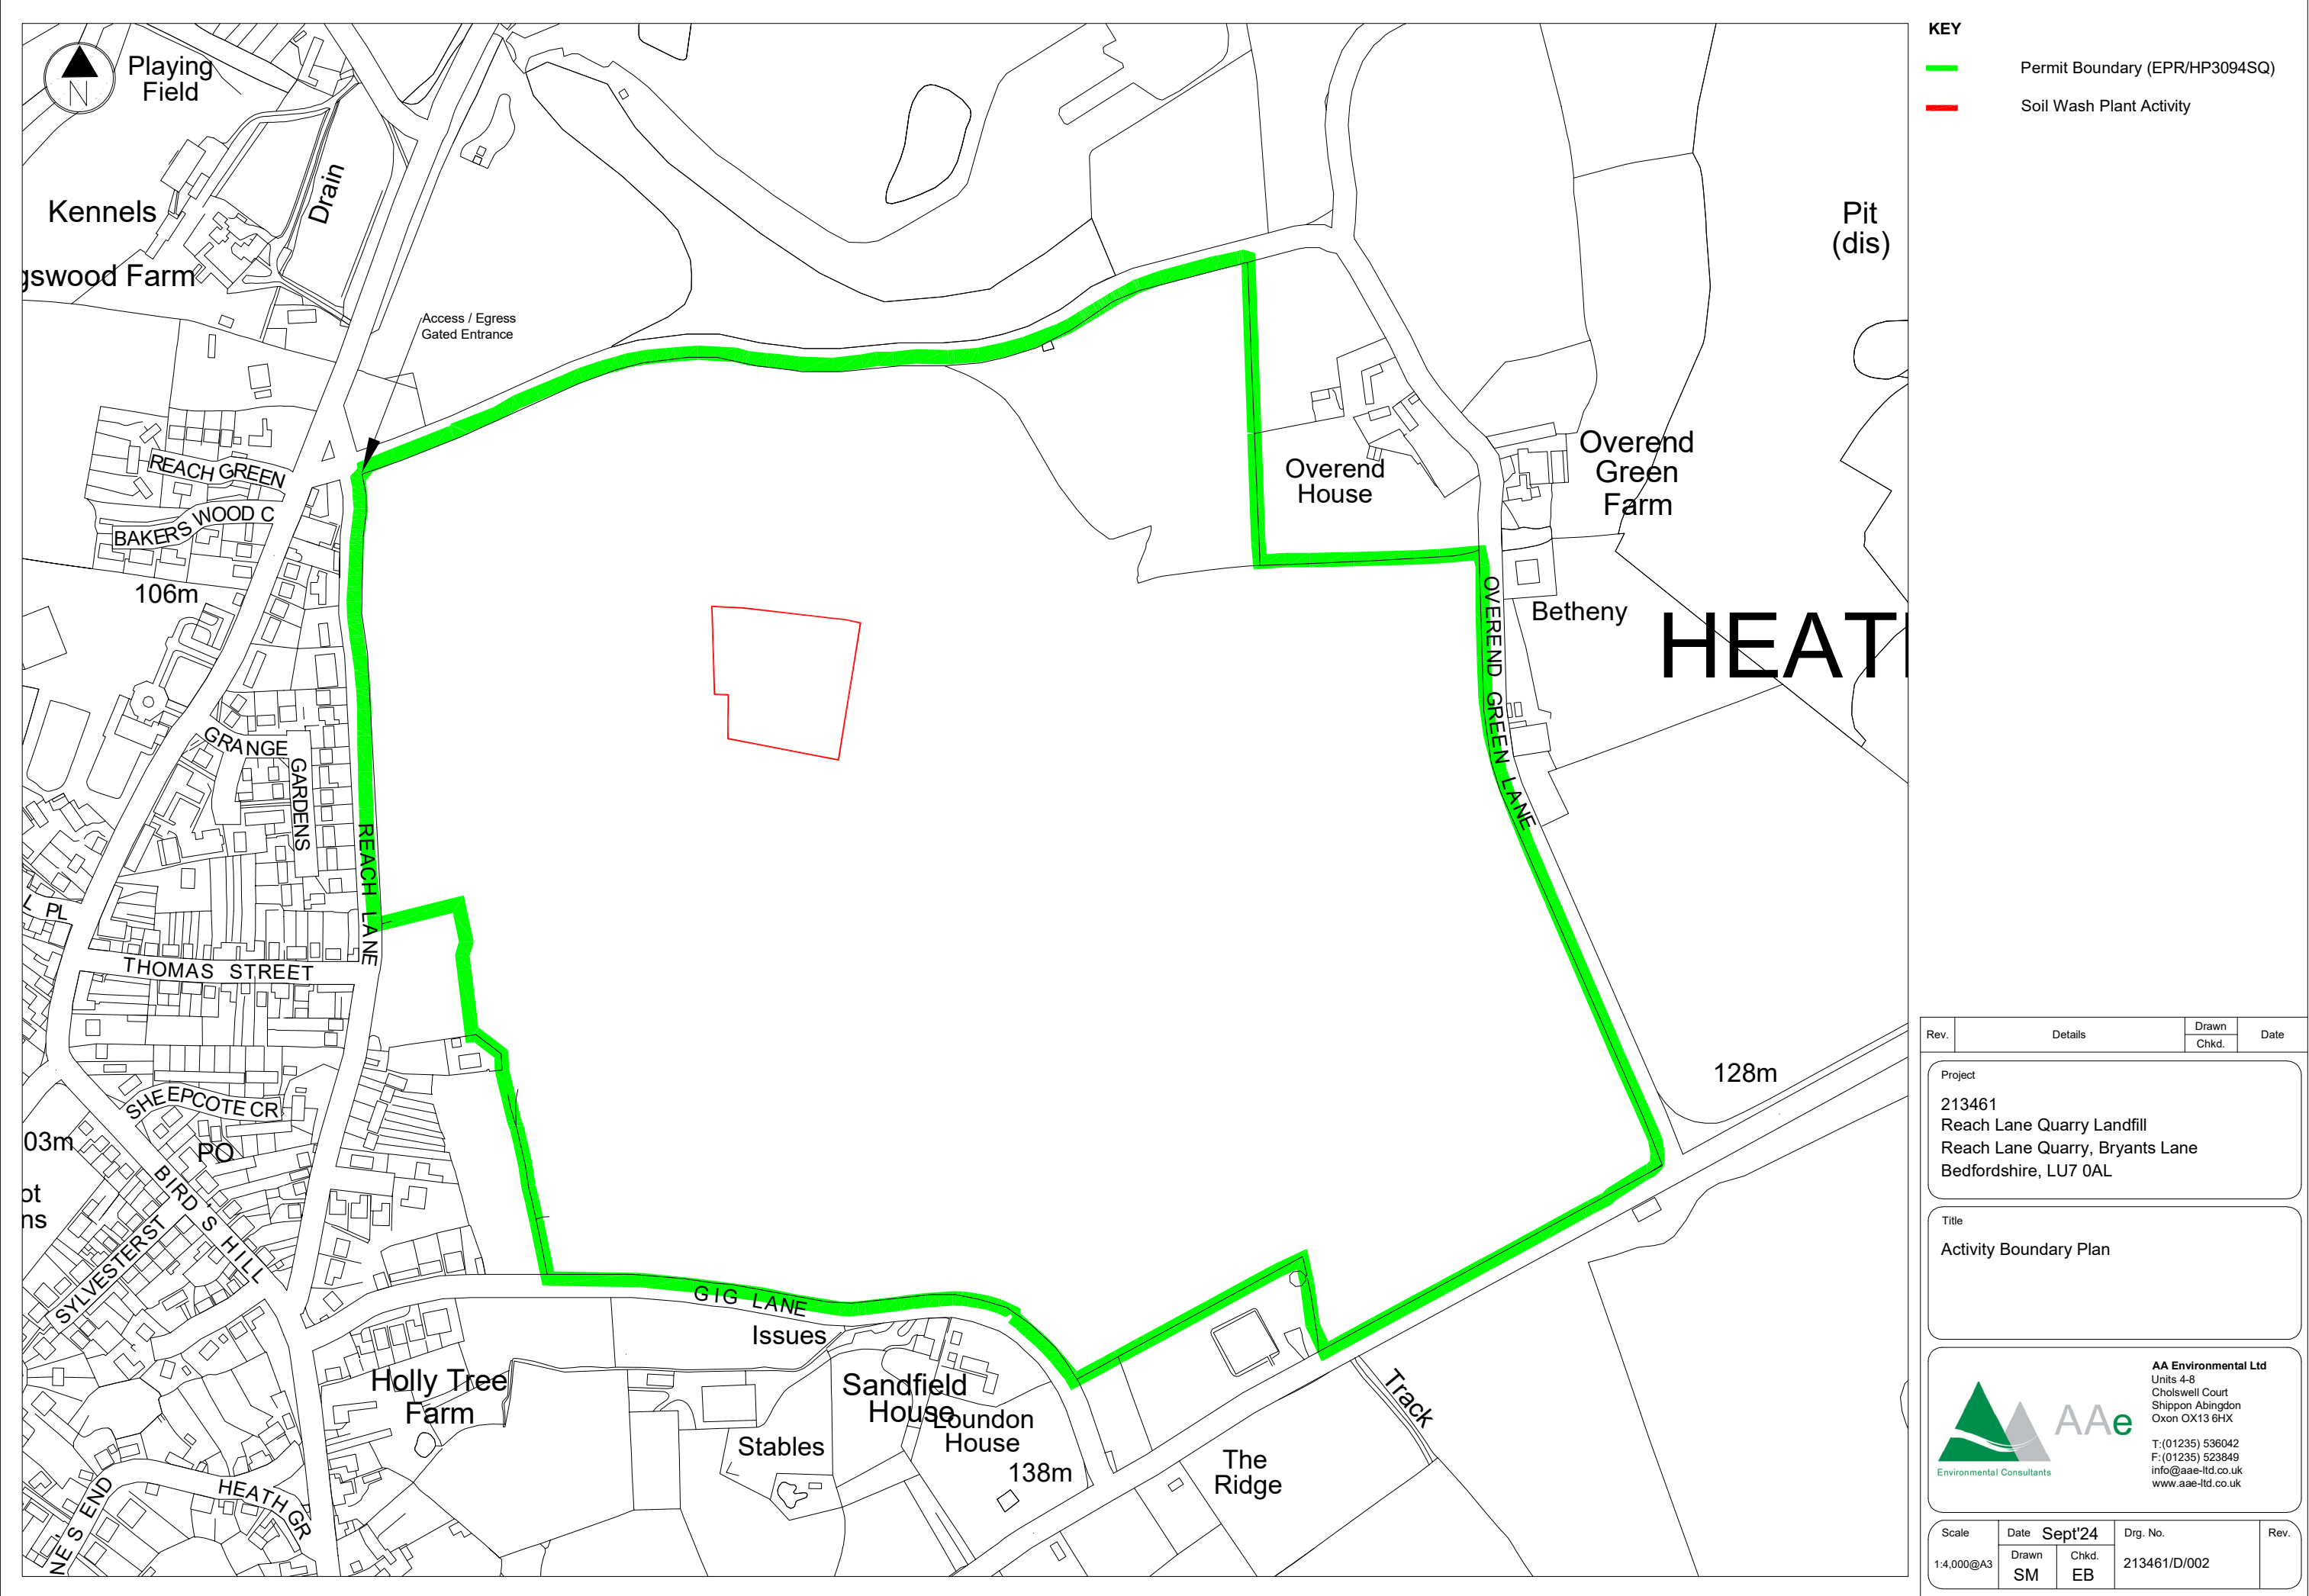 N
Playing
Field
Kennels
Drain
gswood Farm
Access / Egress
Gated Entrance
REACH GREEN
BAKERS WOOD C
106m
GRANGE
GARDENS
REACH LANE
L PL
THOMAS STREET
SHEEPCOTE CR
03m
PO
BIRD'S HILL
ot
ns
SYLVESTER ST
GIG LANE
Issues
Holly Tree
Farm
Sandfield
House
Loundon
House
Stables
138m
HEATH GR
NE'S END
The
Ridge
Track
128m
Overend
House
Overend
Green
Farm
Betheny
OVEREND GREEN LANE
HEATH
Pit
(dis)
KEY
Permit Boundary (EPR/HP3094SQ)
Soil Wash Plant Activity
Rev.
Details
Drawn
Chkd.
Date
Project
213461
Reach Lane Quarry Landfill
Reach Lane Quarry, Bryants Lane
Bedfordshire, LU7 0AL
Title
Activity Boundary Plan
AAe
Environmental Consultants
AA Environmental Ltd
Units 4-8
Cholswell Court
Shippon Abingdon
Oxon OX13 6HX
T:(01235) 536042
F:(01235) 523849
info@aae-ltd.co.uk
www.aae-ltd.co.uk
Scale
1:4,000@A3
Date Sept'24
Drawn
SM
Chkd.
EB
Drg. No.
213461/D/002
Rev.